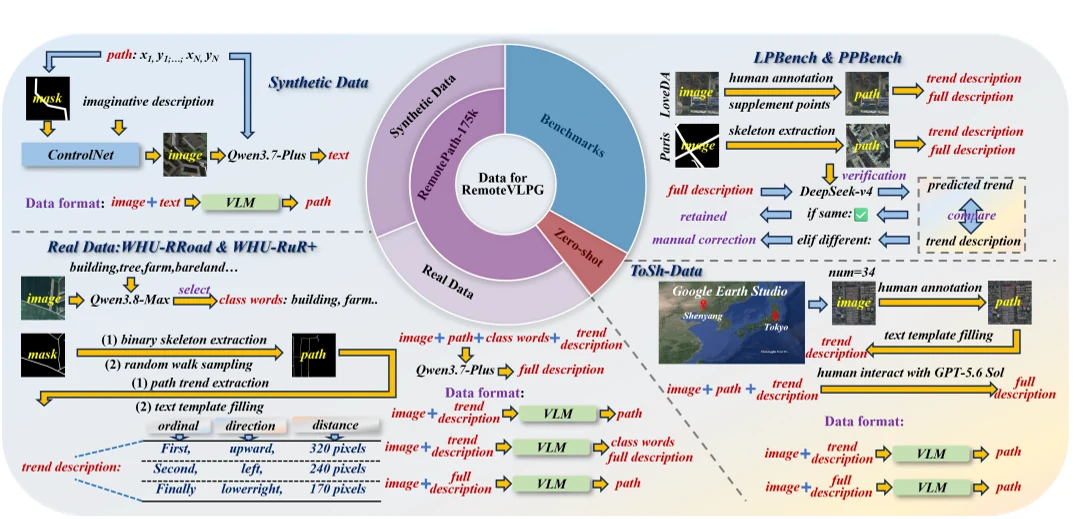 path: x1, y1;...; xN, yN
Synthetic Data
mask
imaginative description
ControlNet
image
Qwen3.7-Plus
text
Data format: image+text VLM path
Real Data:WHU-RRoad & WHU-RuR+
building,tree,farm,bareland…
image
Qwen3.8-Max
select
class words: building, farm..
mask
(1) binary skeleton extraction
(2) random walk sampling
path
(1) path trend extraction
(2) text template filling
ordinal direction distance
trend description:
First, upward, 320 pixels
Second, left, 240 pixels
Finally lowerright, 170 pixels
Synthetic Data
RemotePath-175k
Real Data
Benchmarks
Zero-shot
Data for
RemoteVLPG
image+path+class words+trend description
Qwen3.7-Plus full description
Data format:
image+trend description VLM path
image+trend description VLM class words full description
image+full description VLM path
LPBench & PPBench
LoveDA
image
human annotation
supplement points
path
trend description
full description
Paris
image
skeleton extraction
path
trend description
full description
verification
full description
DeepSeek-v4
predicted trend
retained
if same:
compare
manual correction
elif different:
trend description
ToSh-Data
Google Earth Studio
Shenyang
Tokyo
num=34
image
human annotation
path
text template filling
trend description
image + path + trend description
human interact with GPT-5.6 Sol
full description
Data format:
image+trend description VLM path
image+full description VLM path